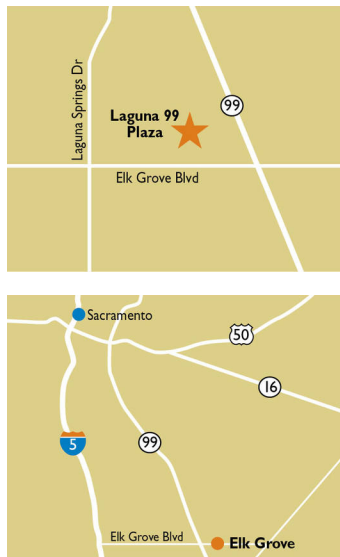 Laguna Springs Dr
Laguna 99
Plaza
99
Elk Grove Blvd
Sacramento
50
16
5
99
Elk Grove Blvd
Elk Grove